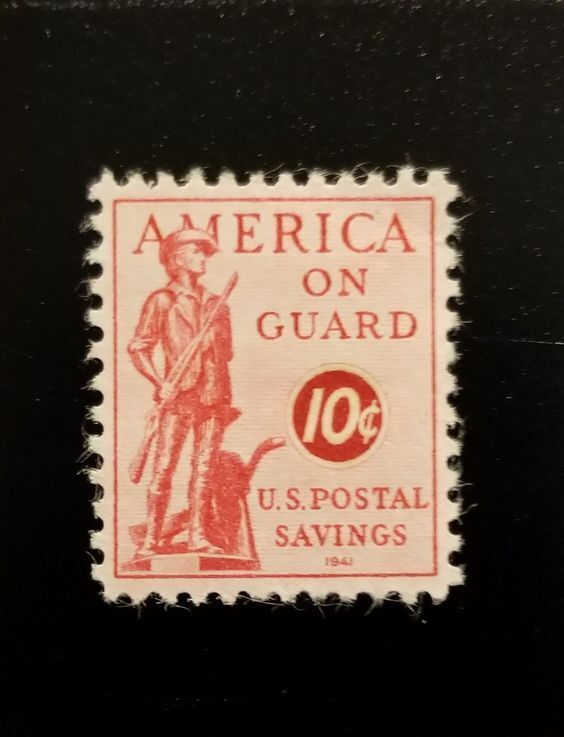 AMERICA
ON
GUARD
10¢
U.S. POSTAL
SAVINGS
1941